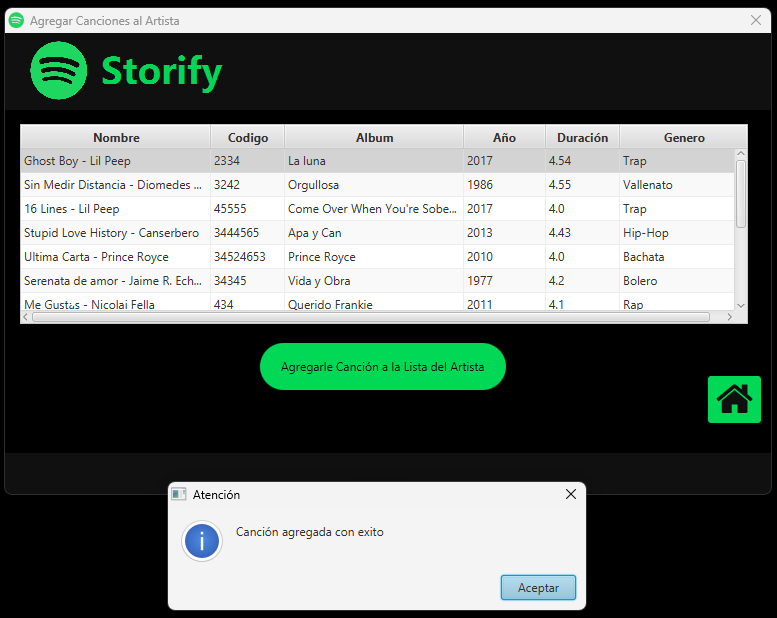 Agregar Canciones al Artista
Storify
Nombre Codigo Album Año Duración Genero
Ghost Boy - Lil Peep 2334 La luna 2017 4.54 Trap
Sin Medir Distancia - Diomedes ... 3242 Orgullosa 1986 4.55 Vallenato
16 Lines - Lil Peep 45555 Come Over When You're Sobe... 2017 4.0 Trap
Stupid Love History - Canserbero 3444565 Apa y Can 2013 4.43 Hip-Hop
Ultima Carta - Prince Royce 34524653 Prince Royce 2010 4.0 Bachata
Serenata de amor - Jaime R. Ech... 34345 Vida y Obra 1977 4.2 Bolero
Me Gustas - Nicolai Fella 434 Querido Frankie 2011 4.1 Rap
Agregarle Canción a la Lista del Artista
Atención
Canción agregada con exito
Aceptar